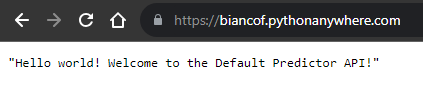 https://biancof.pythonanywhere.com
"Hello world! Welcome to the Default Predictor API!"